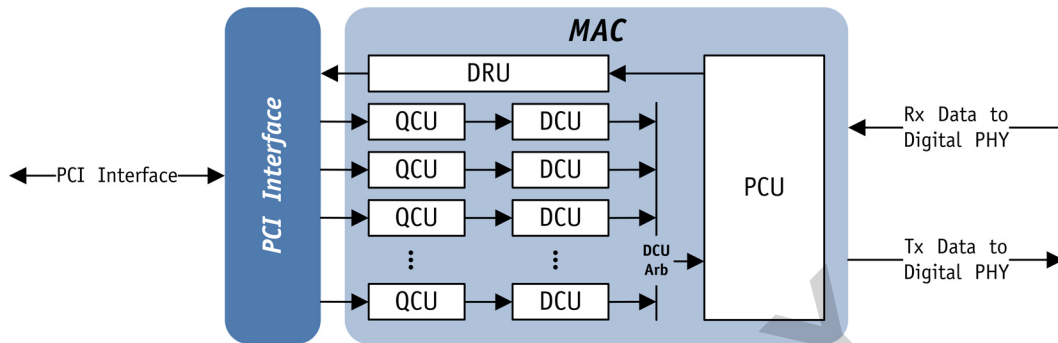 MAC
DRU
PCI Interface
PCI Interface
QCU DCU
QCU DCU
QCU DCU
QCU DCU
DCU
Arb
PCU
Rx Data to
Digital PHY
Tx Data to
Digital PHY